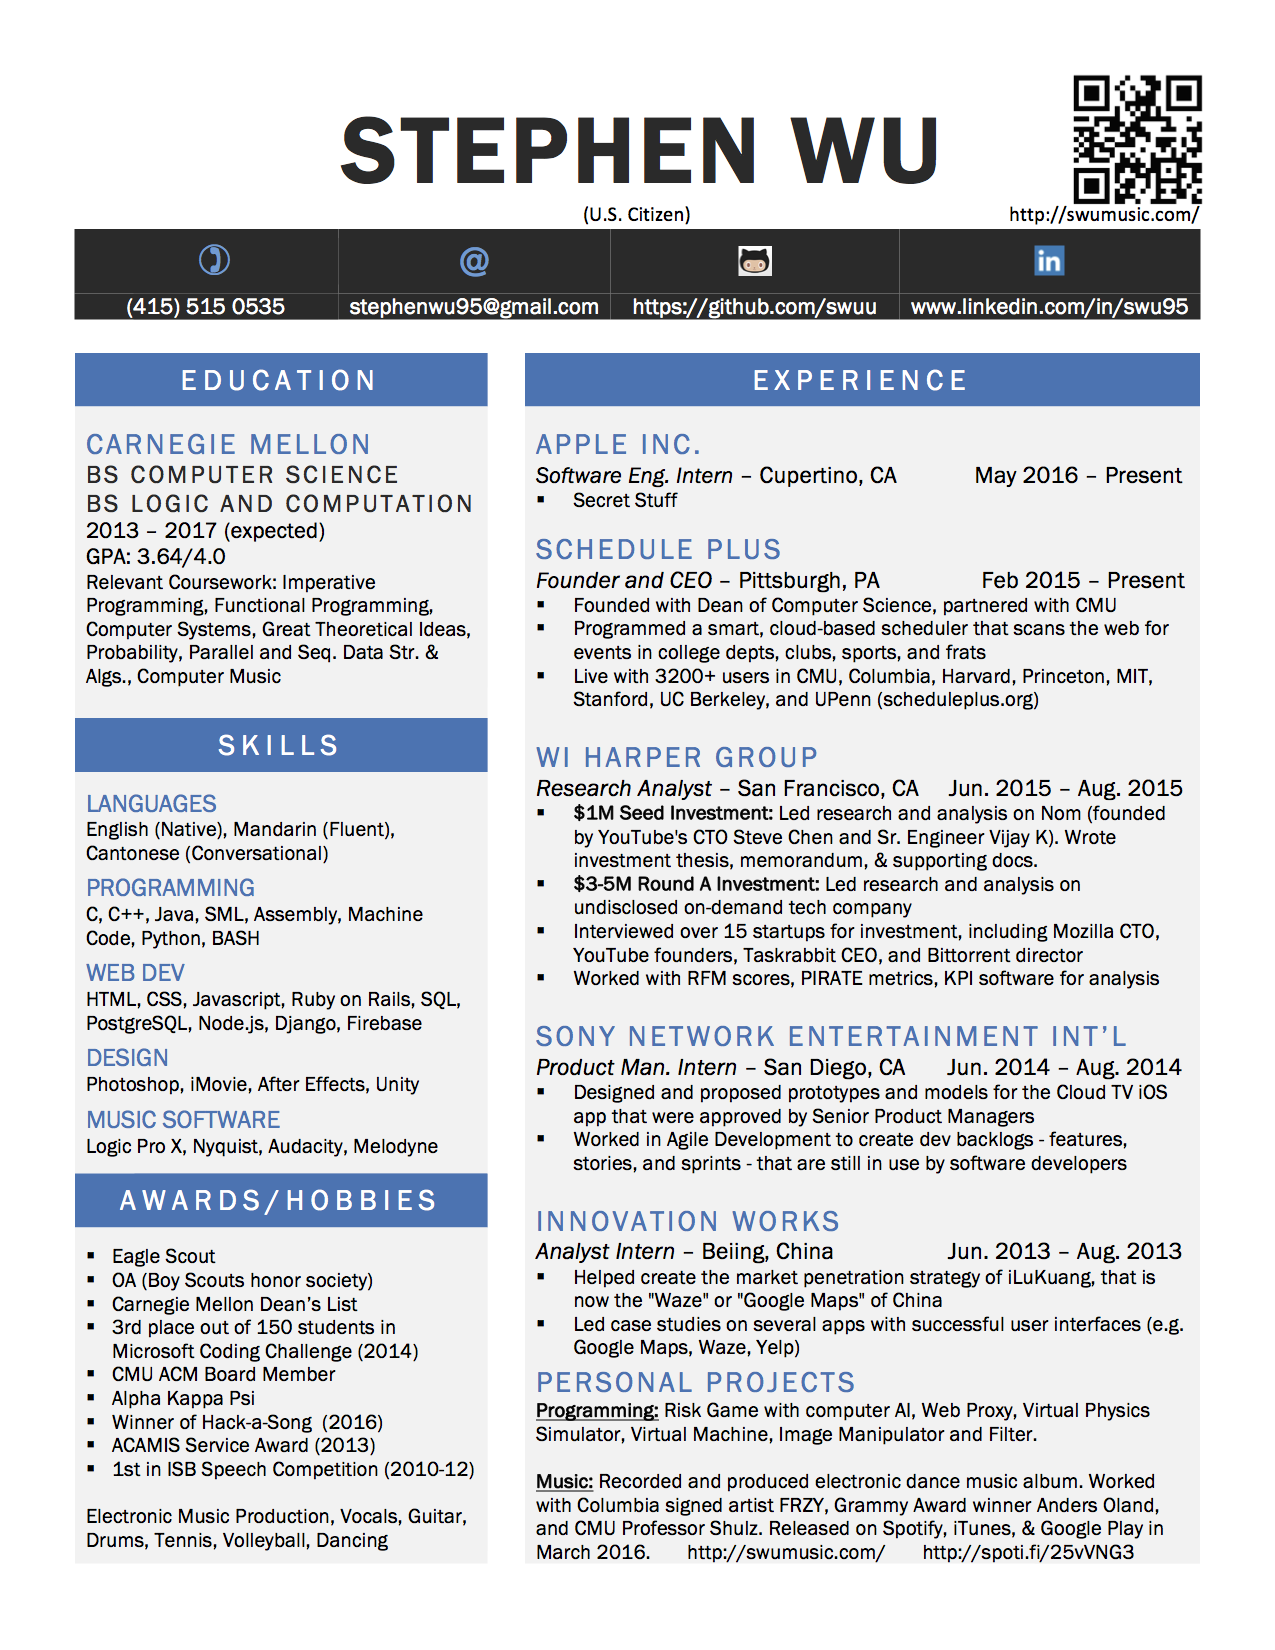 STEPHEN WU
(U.S. Citizen)
http://swumusic.com/
@
in
(415) 515 0535
stephenwu95@gmail.com
https://github.com/swuu
www.linkedin.com/in/swu95
EDUCATION
CARNEGIE MELLON
BS COMPUTER SCIENCE
BS LOGIC AND COMPUTATION
2013 – 2017 (expected)
GPA: 3.64/4.0
Relevant Coursework: Imperative
Programming, Functional Programming,
Computer Systems, Great Theoretical Ideas,
Probability, Parallel and Seq. Data Str. &
Algs., Computer Music
SKILLS
LANGUAGES
English (Native), Mandarin (Fluent),
Cantonese (Conversational)
PROGRAMMING
C, C++, Java, SML, Assembly, Machine
Code, Python, BASH
WEB DEV
HTML, CSS, Javascript, Ruby on Rails, SQL,
PostgreSQL, Node.js, Django, Firebase
DESIGN
Photoshop, iMovie, After Effects, Unity
MUSIC SOFTWARE
Logic Pro X, Nyquist, Audacity, Melodyne
AWARDS/HOBBIES
▪ Eagle Scout
▪ OA (Boy Scouts honor society)
▪ Carnegie Mellon Dean’s List
▪ 3rd place out of 150 students in
Microsoft Coding Challenge (2014)
▪ CMU ACM Board Member
▪ Alpha Kappa Psi
▪ Winner of Hack-a-Song (2016)
▪ ACAMIS Service Award (2013)
▪ 1st in ISB Speech Competition (2010-12)
Electronic Music Production, Vocals, Guitar,
Drums, Tennis, Volleyball, Dancing
EXPERIENCE
APPLE INC.
Software Eng. Intern – Cupertino, CA May 2016 – Present
▪ Secret Stuff
SCHEDULE PLUS
Founder and CEO – Pittsburgh, PA Feb 2015 – Present
▪ Founded with Dean of Computer Science, partnered with CMU
▪ Programmed a smart, cloud-based scheduler that scans the web for
events in college depts, clubs, sports, and frats
▪ Live with 3200+ users in CMU, Columbia, Harvard, Princeton, MIT,
Stanford, UC Berkeley, and UPenn (scheduleplus.org)
WI HARPER GROUP
Research Analyst – San Francisco, CA Jun. 2015 – Aug. 2015
▪ $1M Seed Investment: Led research and analysis on Nom (founded
by YouTube's CTO Steve Chen and Sr. Engineer Vijay K). Wrote
investment thesis, memorandum, & supporting docs.
▪ $3-5M Round A Investment: Led research and analysis on
undisclosed on-demand tech company
▪ Interviewed over 15 startups for investment, including Mozilla CTO,
YouTube founders, Taskrabbit CEO, and Bittorrent director
▪ Worked with RFM scores, PIRATE metrics, KPI software for analysis
SONY NETWORK ENTERTAINMENT INT’L
Product Man. Intern – San Diego, CA Jun. 2014 – Aug. 2014
▪ Designed and proposed prototypes and models for the Cloud TV iOS
app that were approved by Senior Product Managers
▪ Worked in Agile Development to create dev backlogs - features,
stories, and sprints - that are still in use by software developers
INNOVATION WORKS
Analyst Intern – Beiing, China Jun. 2013 – Aug. 2013
▪ Helped create the market penetration strategy of iLuKuang, that is
now the "Waze" or "Google Maps" of China
▪ Led case studies on several apps with successful user interfaces (e.g.
Google Maps, Waze, Yelp)
PERSONAL PROJECTS
Programming: Risk Game with computer AI, Web Proxy, Virtual Physics
Simulator, Virtual Machine, Image Manipulator and Filter.
Music: Recorded and produced electronic dance music album. Worked
with Columbia signed artist FRZY, Grammy Award winner Anders Oland,
and CMU Professor Shulz. Released on Spotify, iTunes, & Google Play in
March 2016. http://swumusic.com/ http://spoti.fi/25vVNG3